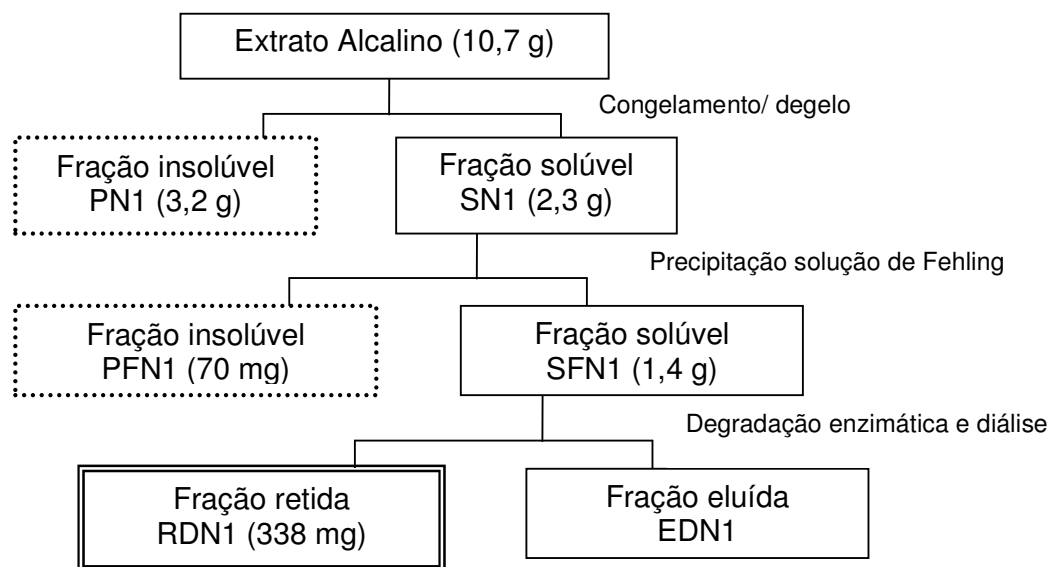 Extrato Alcalino (10,7 g)
Congelamento/ degelo
Fração insolúvel
PN1 (3,2 g)
Fração solúvel
SN1 (2,3 g)
Precipitação solução de Fehling
Fração insolúvel
PFN1 (70 mg)
Fração solúvel
SFN1 (1,4 g)
Degradação enzimática e diálise
Fração retida
RDN1 (338 mg)
Fração eluída
EDN1